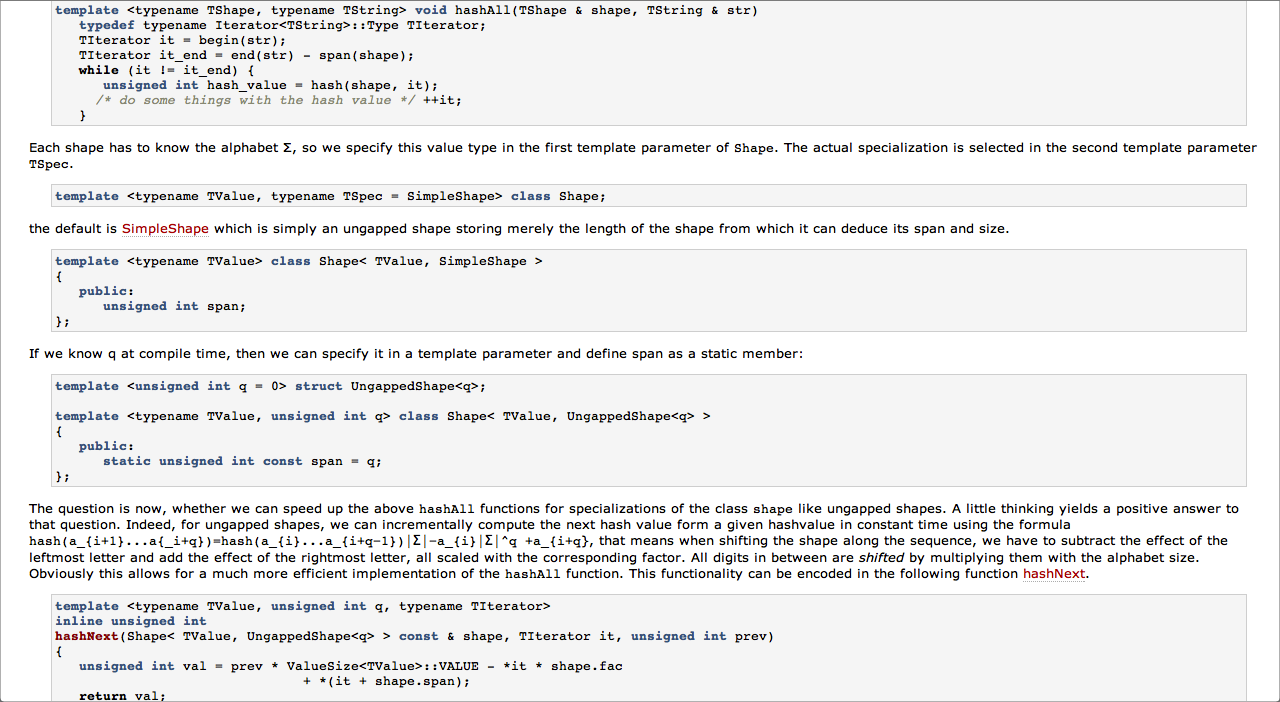 template <typename TShape, typename TString> void hashAll(TShape & shape, TString & str)
typedef typename Iterator<TString>::Type TIterator;
TIterator it = begin(str);
TIterator it_end = end(str) - span(shape);
while (it != it_end) {
unsigned int hash_value = hash(shape, it);
/* do some things with the hash value */ ++it;
}
Each shape has to know the alphabet Σ, so we specify this value type in the first template parameter of Shape. The actual specialization is selected in the second template parameter
TSpec.
template <typename TValue, typename TSpec = SimpleShape> class Shape;
the default is SimpleShape which is simply an ungapped shape storing merely the length of the shape from which it can deduce its span and size.
template <typename TValue> class Shape< TValue, SimpleShape >
{
public:
unsigned int span;
};
If we know q at compile time, then we can specify it in a template parameter and define span as a static member:
template <unsigned int q = 0> struct UngappedShape<q>;
template <typename TValue, unsigned int q> class Shape< TValue, UngappedShape<q> >
{
public:
static unsigned int const span = q;
};
The question is now, whether we can speed up the above hashAll functions for specializations of the class shape like ungapped shapes. A little thinking yields a positive answer to
that question. Indeed, for ungapped shapes, we can incrementally compute the next hash value form a given hashvalue in constant time using the formula
hash(a_{i+1}...a{_i+q})=hash(a_{i}...a_{i+q-1})|Σ|-a_{i}|Σ|^q +a_{i+q}, that means when shifting the shape along the sequence, we have to subtract the effect of the
leftmost letter and add the effect of the rightmost letter, all scaled with the corresponding factor. All digits in between are shifted by multiplying them with the alphabet size.
Obviously this allows for a much more efficient implementation of the hashAll function. This functionality can be encoded in the following function hashNext.
template <typename TValue, unsigned int q, typename TIterator>
inline unsigned int
hashNext(Shape< TValue, UngappedShape<q> > const & shape, TIterator it, unsigned int prev)
{
unsigned int val = prev * ValueSize<TValue>::VALUE - *it * shape.fac
+ *(it + shape.span);
return val;